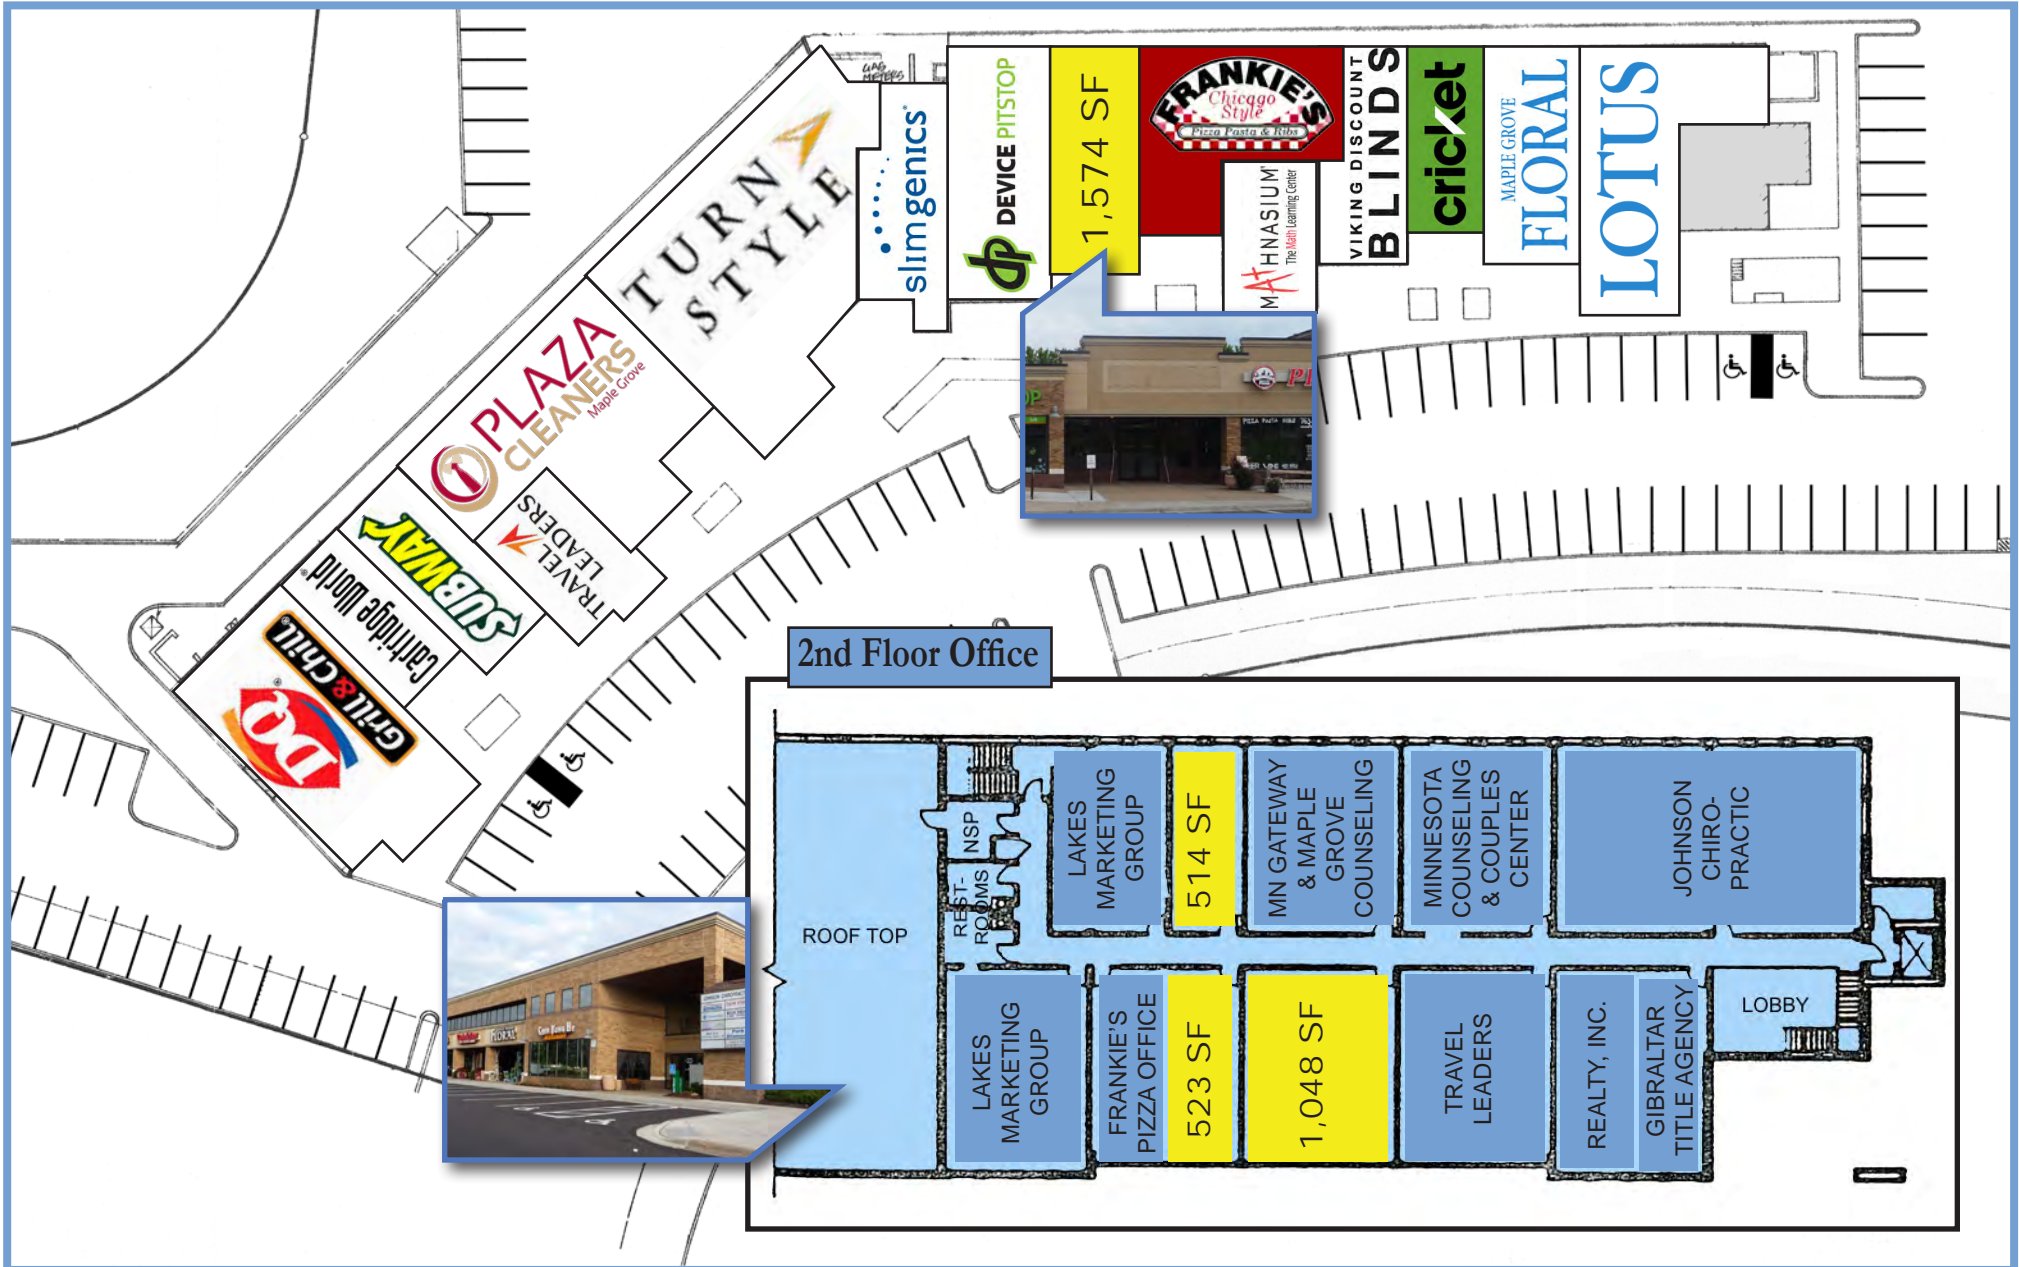 GAS
METERS
TURN
STYLE
slimgenics
DEVICE PITSTOP
dp
1,574 SF
FRANKIE'S
Chicago
Style
Pizza Pasta & Ribs
MA+HNASIUM
The Math Learning Center
VIKING DISCOUNT
BLINDS
cricket
MAPLE GROVE
FLORAL
LOTUS
PLAZA
CLEANERS
Maple Grove
TRAVEL
LEADERS
SUBWAY
Cartridge World
DQ
Grill & Chill
2nd Floor Office
ROOF TOP
NSP
REST-
ROOMS
LAKES
MARKETING
GROUP
514 SF
MN GATEWAY
& MAPLE
GROVE
COUNSELING
MINNESOTA
COUNSELING
& COUPLES
CENTER
JOHNSON
CHIRO-
PRACTIC
LAKES
MARKETING
GROUP
FRANKIE'S
PIZZA OFFICE
523 SF
1,048 SF
TRAVEL
LEADERS
REALTY, INC.
GIBRALTAR
TITLE AGENCY
LOBBY
FLORAL